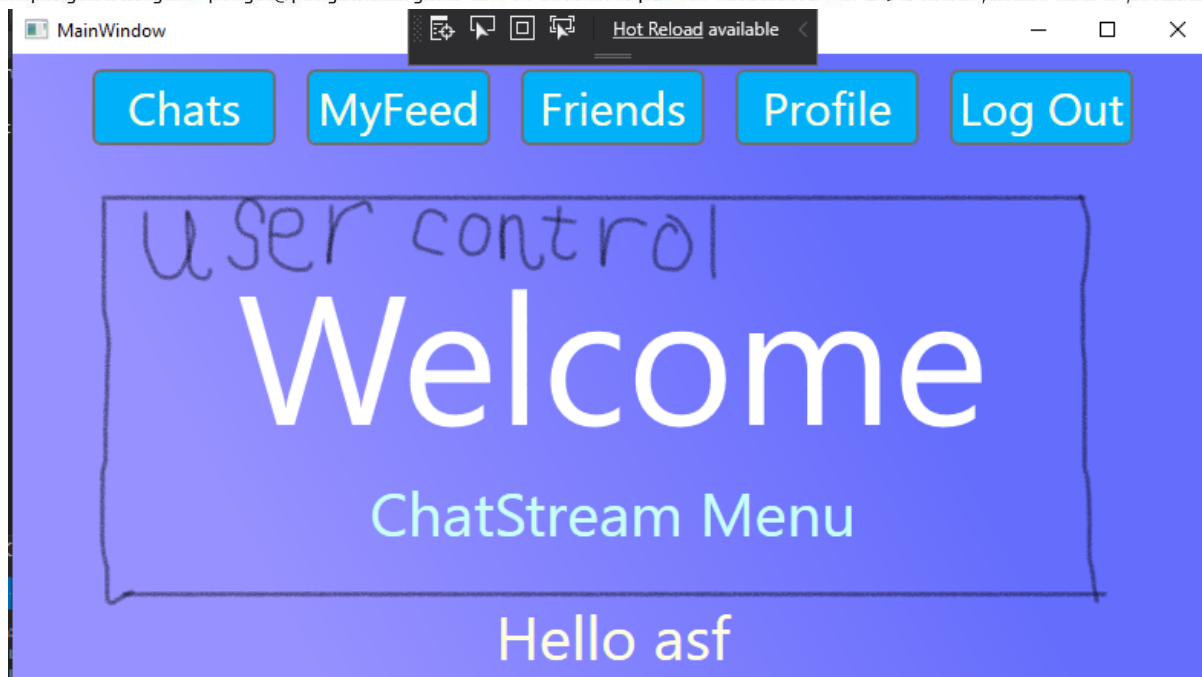 MainWindow
Hot Reload available
Chats MyFeed Friends Profile Log Out
user control
Welcome
ChatStream Menu
Hello asf